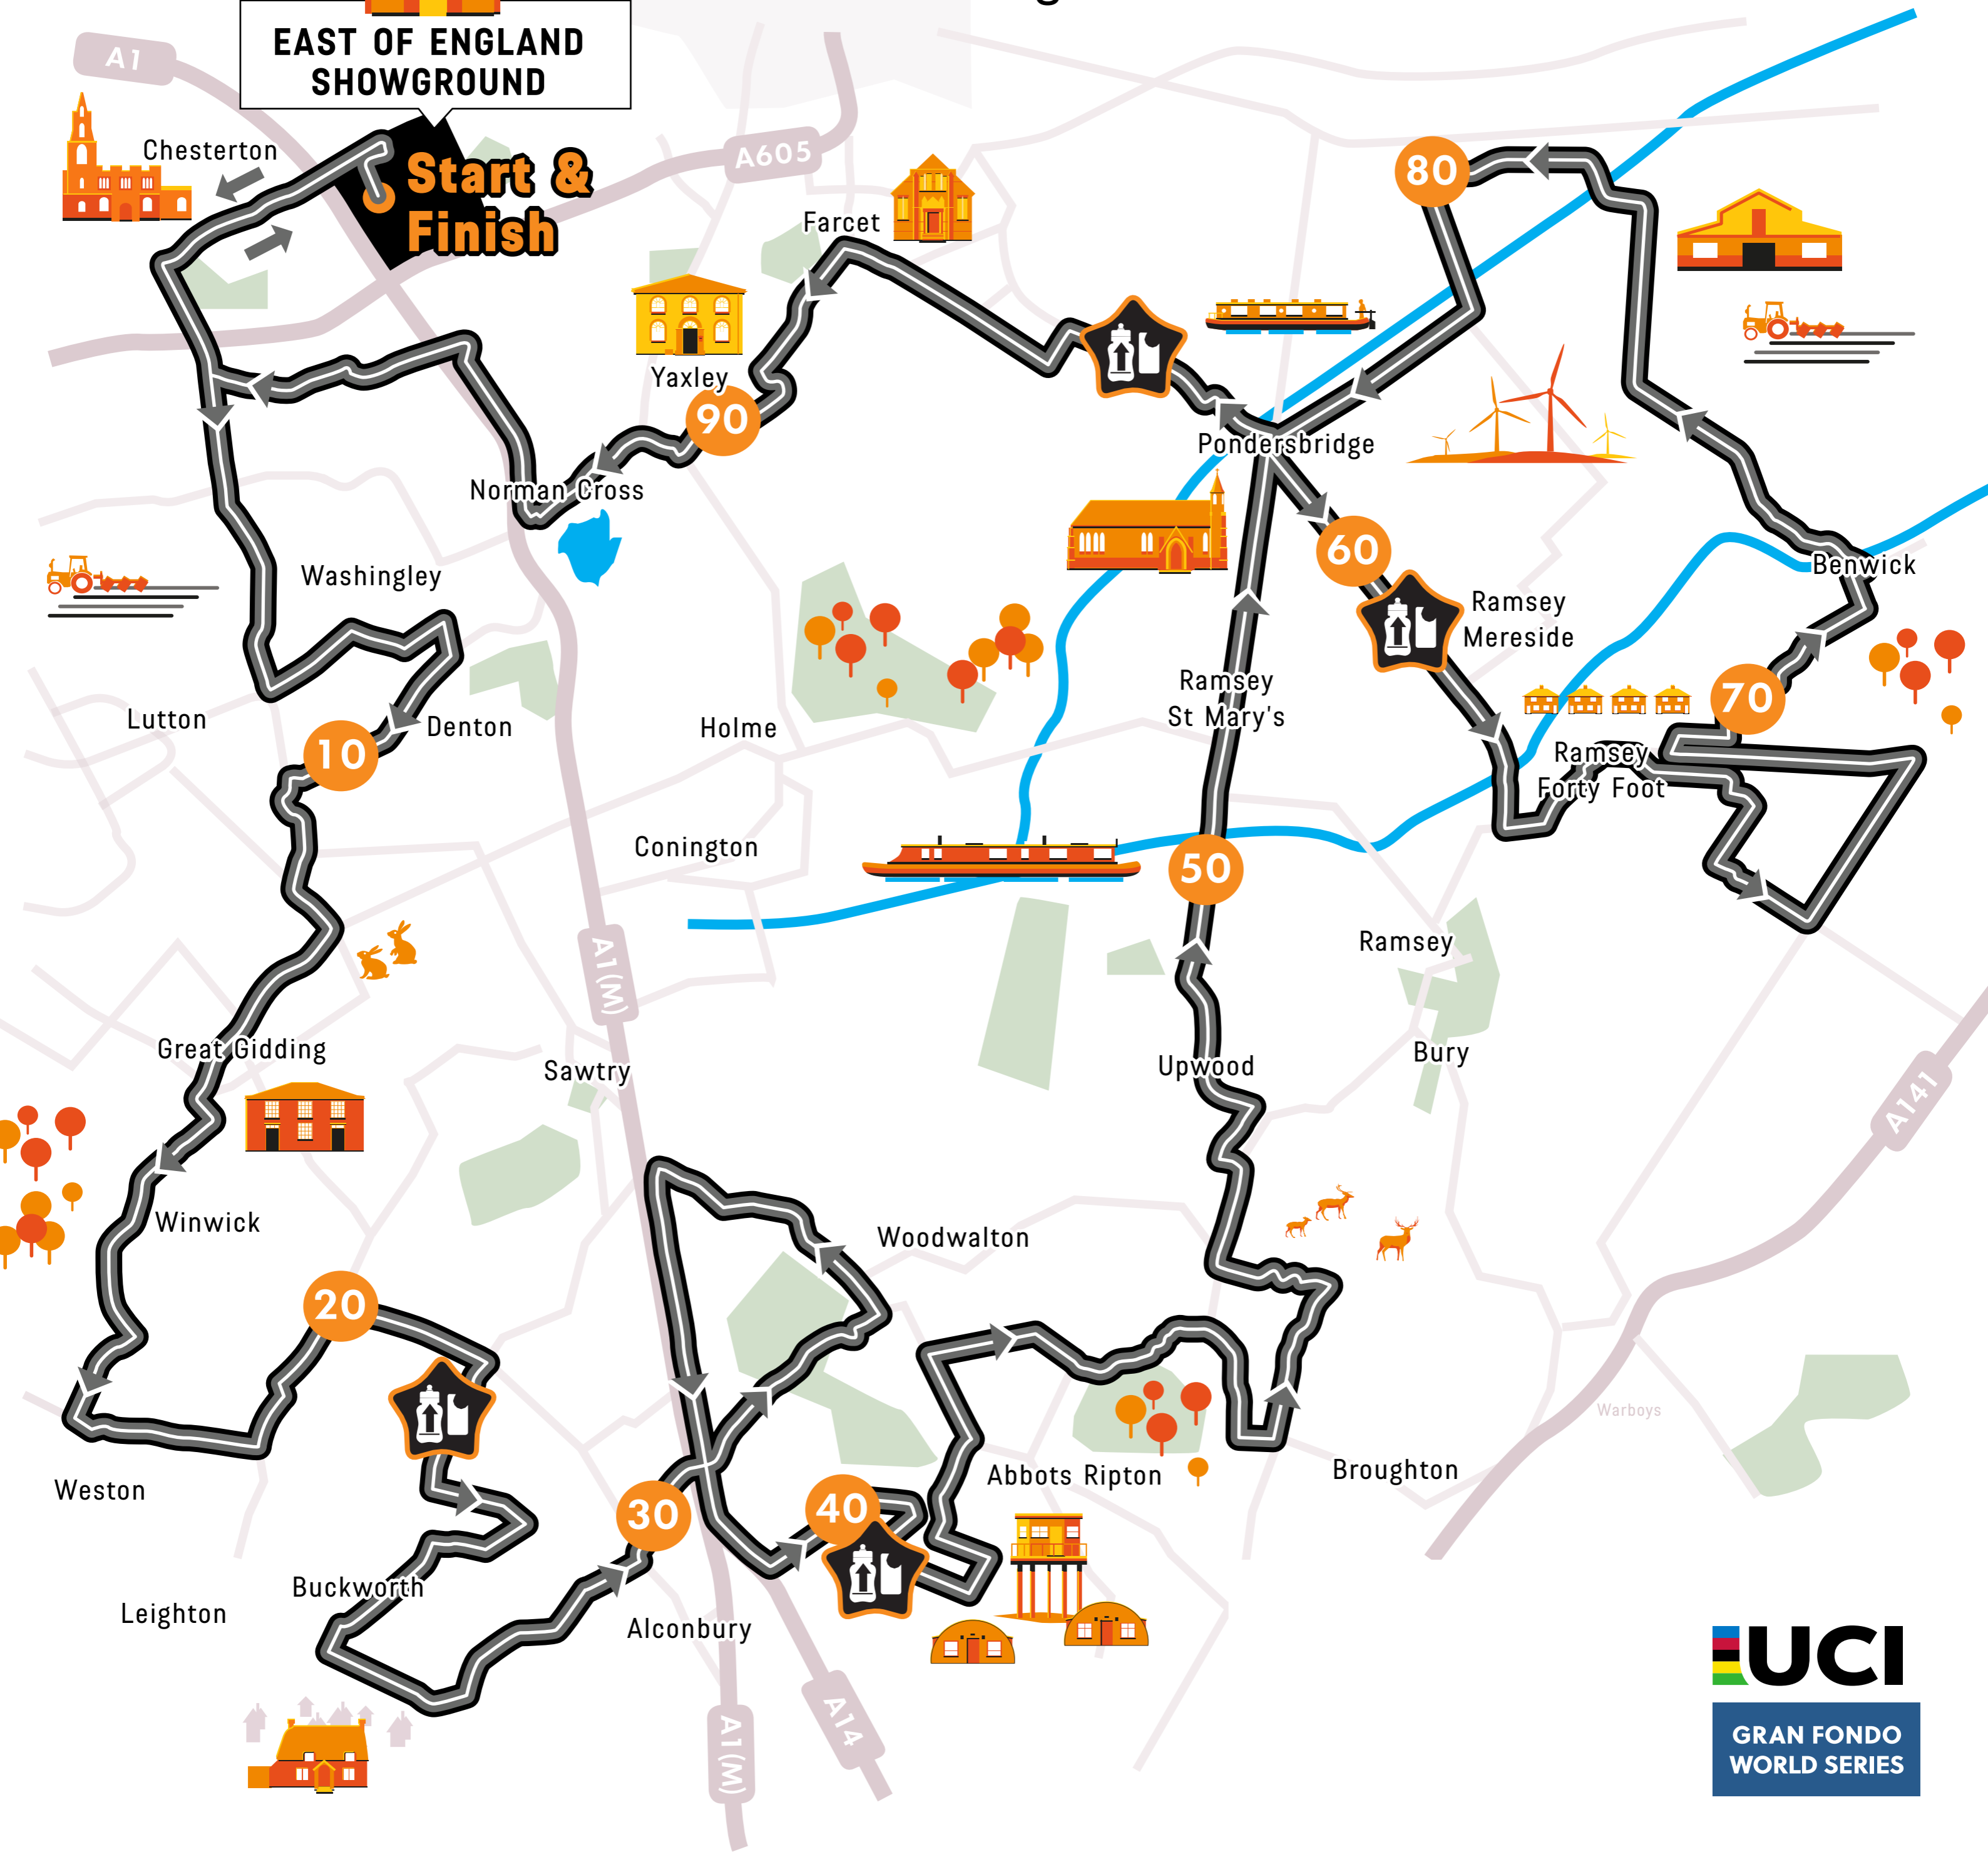 EAST OF ENGLAND
SHOWGROUND
A1
Chesterton
Start &
Finish
A605
80
Farcet
Yaxley
90
Pondersbridge
Norman Cross
60
Benwick
Washingley
Ramsey
Mereside
Ramsey
St Mary's
70
Lutton
Denton
Holme
10
Ramsey
Forty Foot
Conington
50
Ramsey
A1(M)
Great Gidding
Sawtry
Upwood
Bury
A141
Winwick
Woodwalton
20
Warboys
Weston
Abbots Ripton
Broughton
30
40
Buckworth
Leighton
Alconbury
A1(M)
A14
UCI
GRAN FONDO
WORLD SERIES